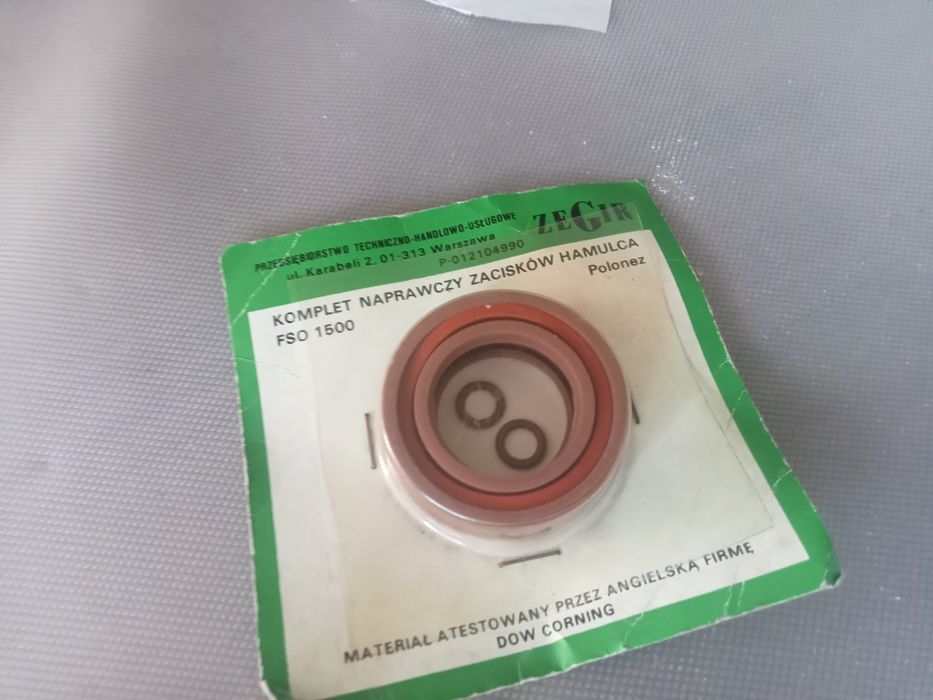 ZEGIR
PRZEDSIĘBIORSTWO TECHNICZNO-HANDLOWO-USŁUGOWE
ul. Karabeli 2, 01-313 Warszawa
P-012104990
KOMPLET NAPRAWCZY ZACISKÓW HAMULCA
FSO 1500 Polonez
MATERIAŁ ATESTOWANY PRZEZ ANGIELSKĄ FIRMĘ
DOW CORNING